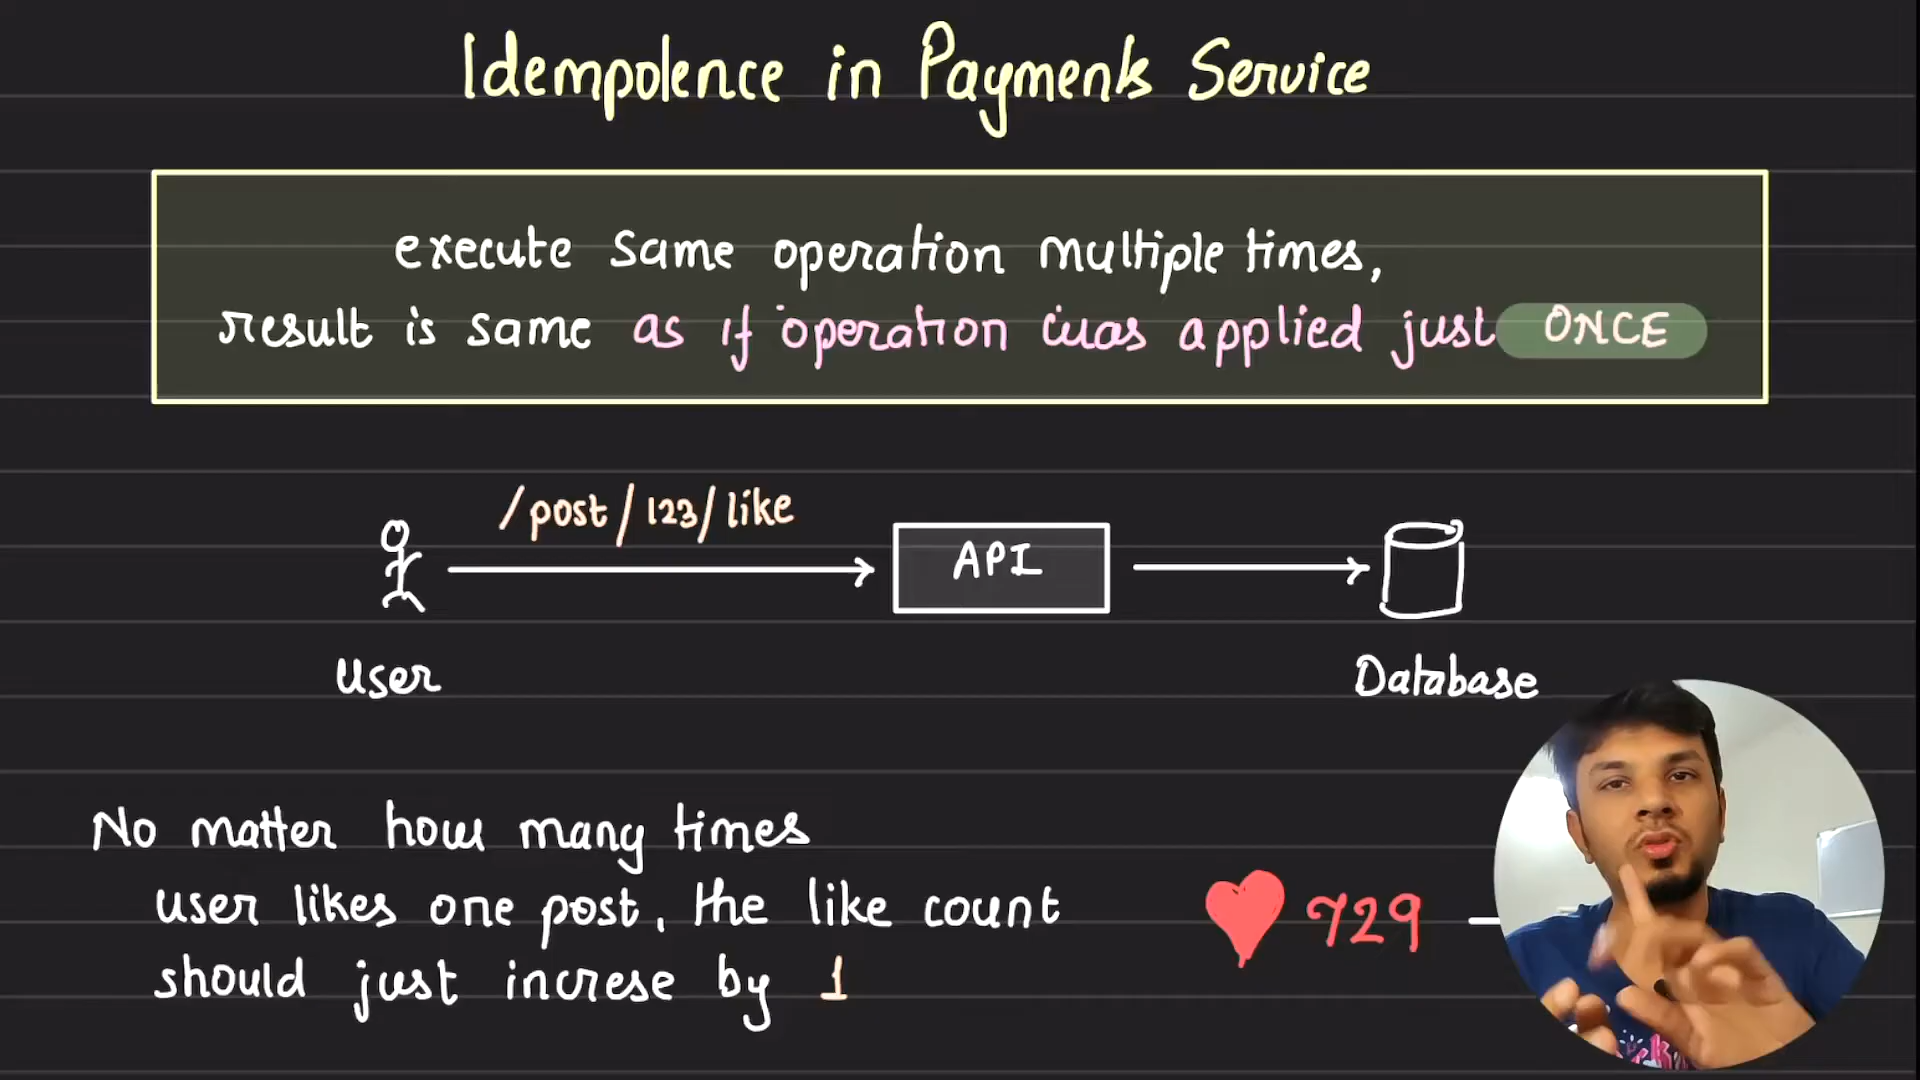 Idempotence in Payments Service
execute same operation multiple times,
result is same as if operation was applied just ONCE
/post/123/like
API
User
Database
No matter how many times
user likes one post, the like count
should just increse by 1
729